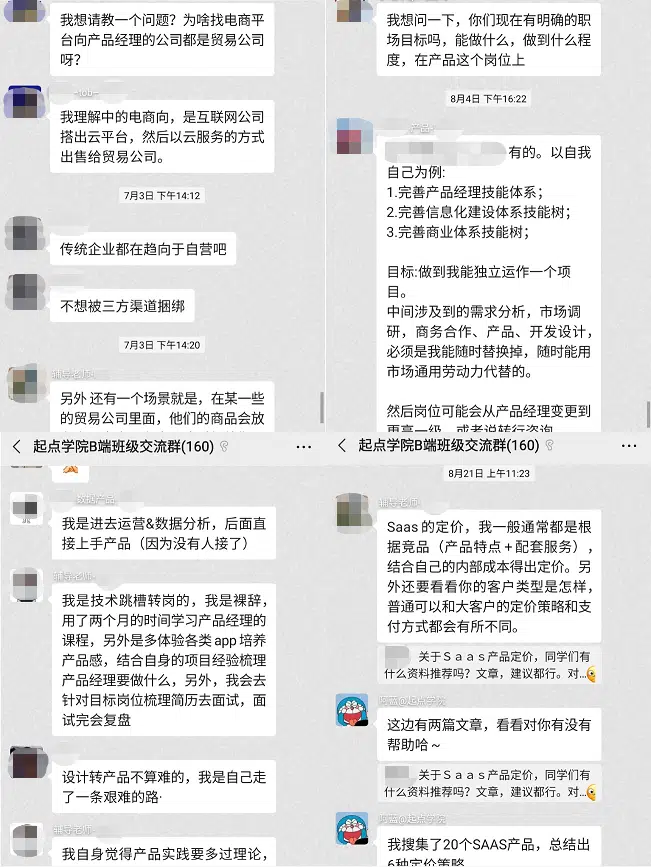 我想请教一个问题？为啥找电商平
台向产品经理的公司都是贸易公司
呀？
我理解中的电商向，是互联网公司
搭出云平台，然后以云服务的方式
出售给贸易公司。
7月3日 下午14:12
传统企业都在趋向于自营吧
不想被三方渠道捆绑
7月3日 下午14:20
辅导老师
另外 还有一个场景就是，在某一些
的贸易公司里面，他们的商品会放
我想问一下，你们现在有明确的职
场目标吗，能做什么，做到什么程
度，在产品这个岗位上
8月4日 下午16:22
产品
有的。以自我
自己为例:
1.完善产品经理技能体系；
2.完善信息化建设体系技能树；
3.完善商业体系技能树；
目标:做到我能独立运作一个项
目。
中间涉及到的需求分析，市场调
研，商务合作、产品、开发设计，
必须是我能随时替换掉，随时能用
市场通用劳动力代替的。
然后岗位可能会从产品经理变更到
更高一级，或者说转行咨询
起点学院B端班级交流群(160)
数据产品
我是进去运营&数据分析，后面直
接上手产品（因为没有人接了）
辅导老师
我是技术跳槽转岗的，我是裸辞，
用了两个月的时间学习产品经理的
课程，另外是多体验各类app培养
产品感，结合自身的项目经验梳理
产品经理要做什么，另外，我会去
针对目标岗位梳理简历去面试，面
试完会复盘
设计转产品不算难的，我是自己走
了一条艰难的路·
辅导老师
我自身觉得产品实践要多过理论，
起点学院B端班级交流群(160)
8月21日 上午11:23
辅导老师
Saas的定价，我一般通常都是根
据竞品（产品特点+配套服务），
结合自己的内部成本得出定价。另
外还要看看你的客户类型是怎样，
普通可以和大客户的定价策略和支
付方式都会有所不同。
关于Ｓａａｓ产品定价，同学们有
什么资料推荐吗？文章，建议都行。对...
蓝蓝@起点学院
这边有两篇文章，看看对你有没有
帮助哈～
关于Ｓａａｓ产品定价，同学们有
什么资料推荐吗？文章，建议都行。对...
蓝蓝@起点学院
我搜集了20个SAAS产品，总结出
6种定价策略